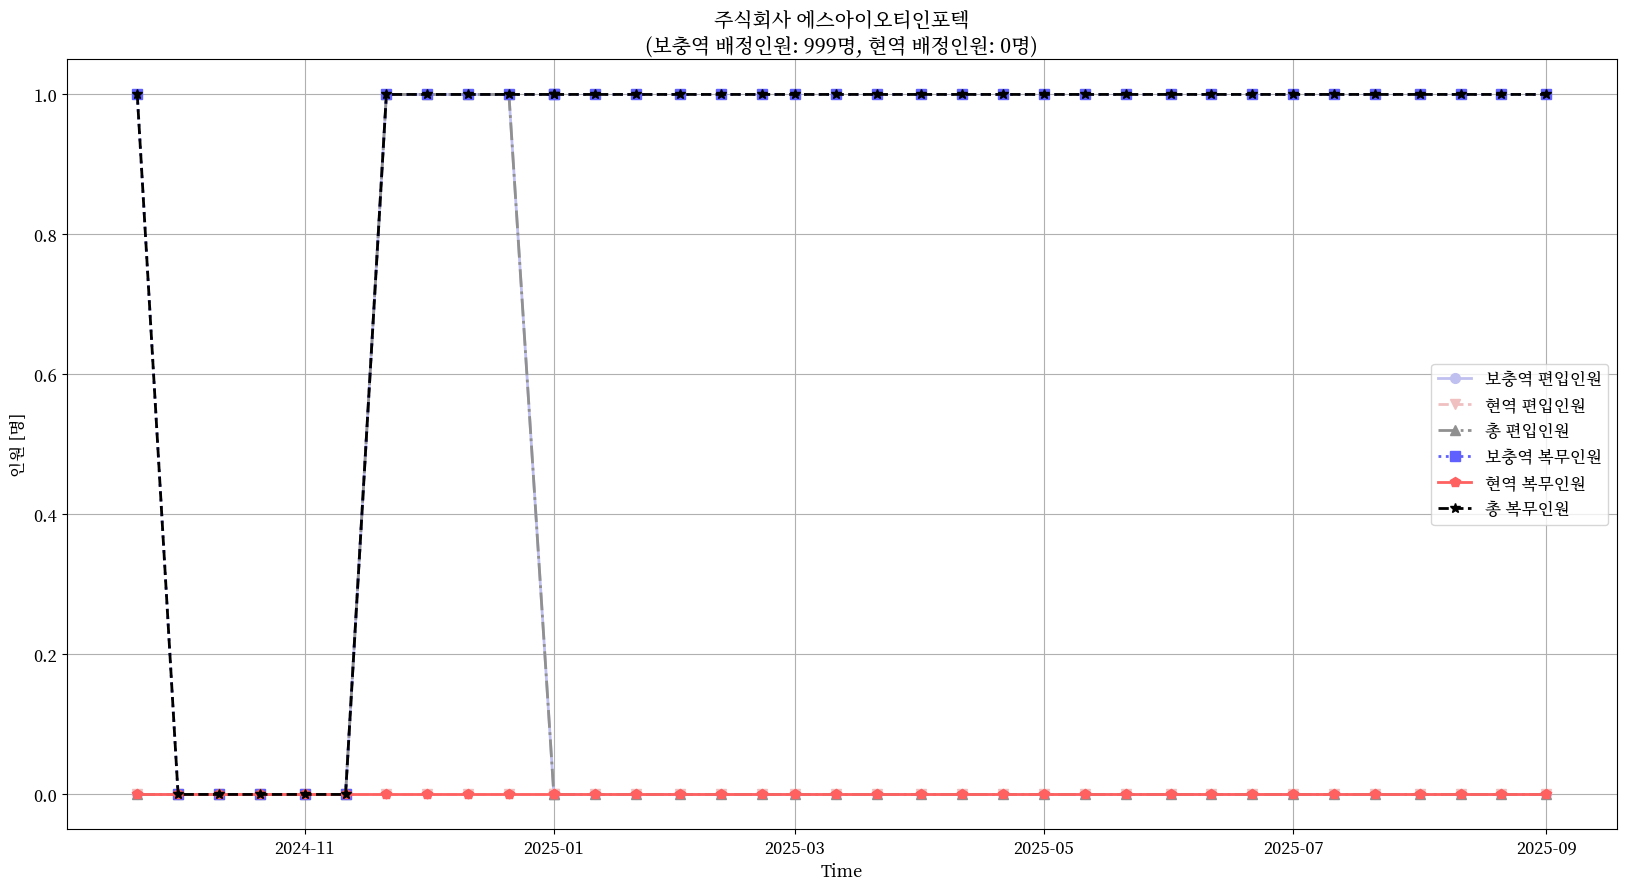 주식회사 에스아이오티인포텍
(보충역 배정인원: 999명, 현역 배정인원: 0명)
인원 [명]
1.0
0.8
0.6
0.4
0.2
0.0
보충역 편입인원
현역 편입인원
총 편입인원
보충역 복무인원
현역 복무인원
총 복무인원
2024-11
2025-01
2025-03
2025-05
2025-07
2025-09
Time